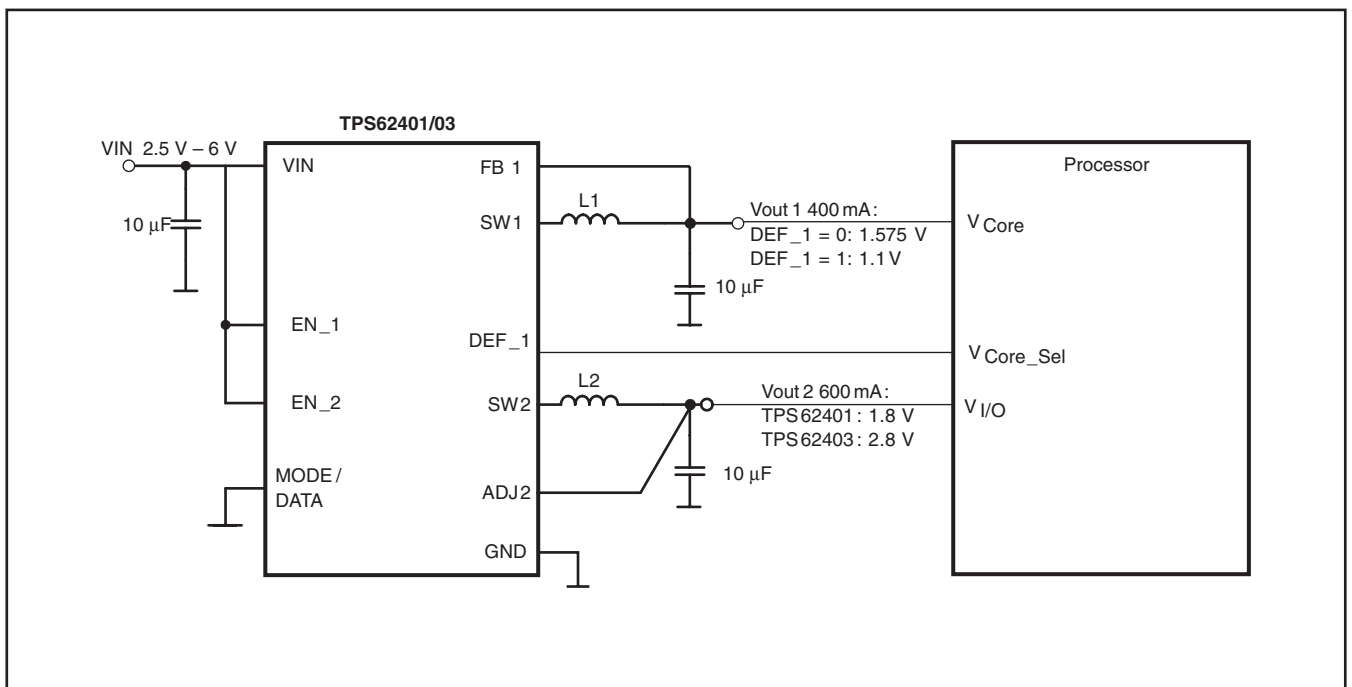 TPS62401/03
VIN 2.5 V – 6 V
VIN
10 μF
EN_1
EN_2
MODE/
DATA
FB 1
SW1
DEF_1
SW2
ADJ2
GND
L1
Vout 1 400 mA:
DEF_1 = 0: 1.575 V
DEF_1 = 1: 1.1 V
10 μF
L2
Vout 2 600 mA:
TPS62401: 1.8 V
TPS62403: 2.8 V
10 μF
Processor
V Core
V Core_Sel
V I/O